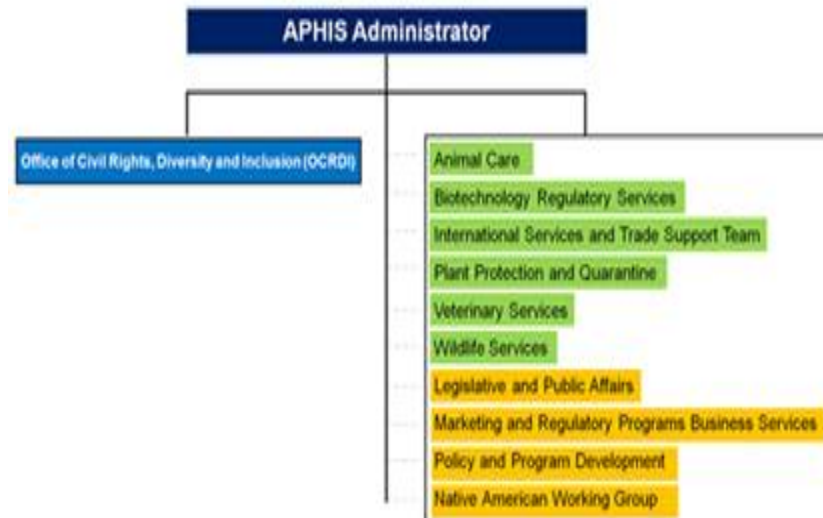 APHIS Administrator
Office of Civil Rights, Diversity and Inclusion (OCRDI)
Animal Care
Biotechnology Regulatory Services
International Services and Trade Support Team
Plant Protection and Quarantine
Veterinary Services
Wildlife Services
Legislative and Public Affairs
Marketing and Regulatory Programs Business Services
Policy and Program Development
Native American Working Group